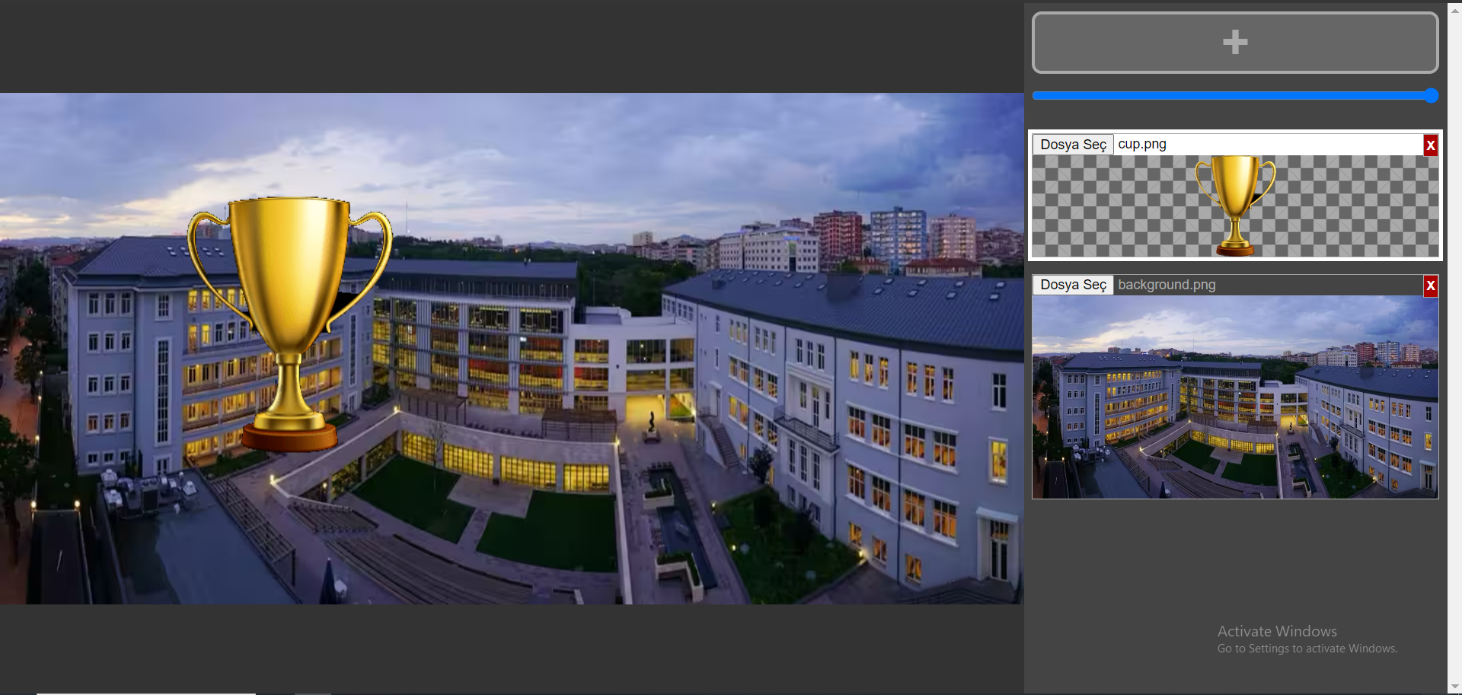 Dosya Seç cup.png X
Dosya Seç background.png X
Activate Windows
Go to Settings to activate Windows.